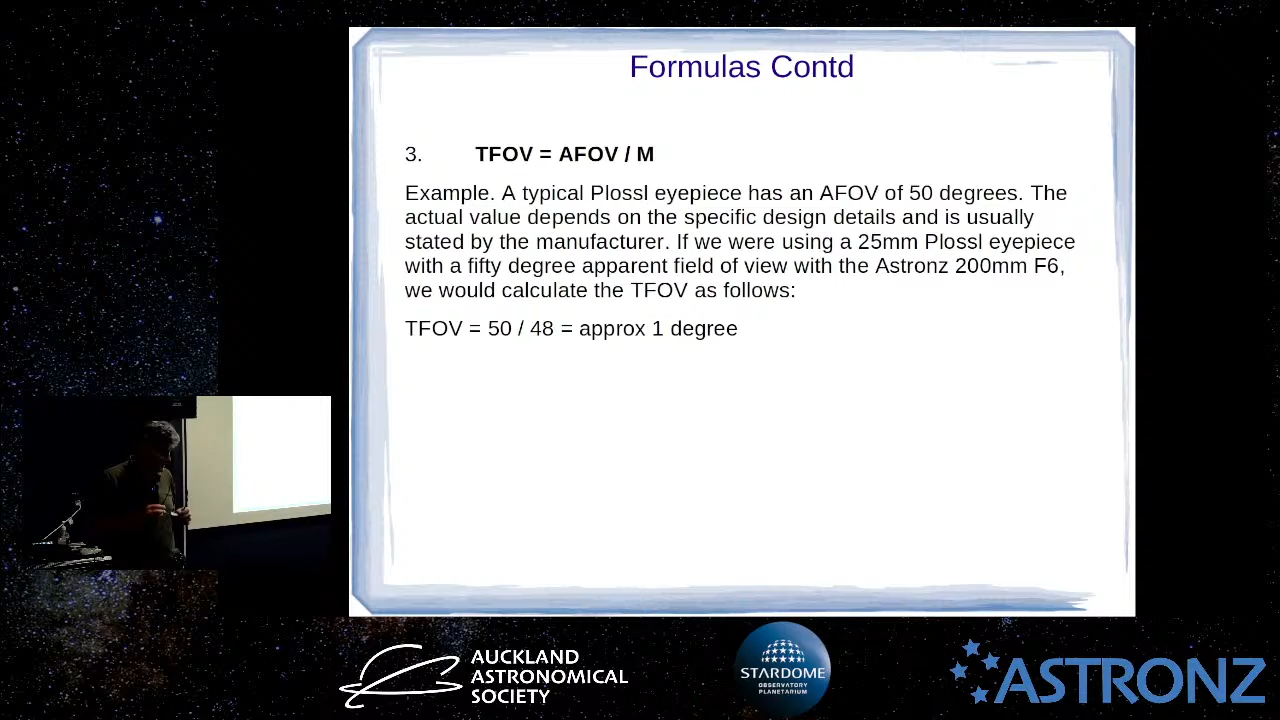 Formulas Contd
3. TFOV = AFOV / M
Example. A typical Plossl eyepiece has an AFOV of 50 degrees. The
actual value depends on the specific design details and is usually
stated by the manufacturer. If we were using a 25mm Plossl eyepiece
with a fifty degree apparent field of view with the Astronz 200mm F6,
we would calculate the TFOV as follows:
TFOV = 50 / 48 = approx 1 degree
AUCKLAND
ASTRONOMICAL
SOCIETY
STARDOME
OBSERVATORY
PLANETARIUM
ASTRONZ